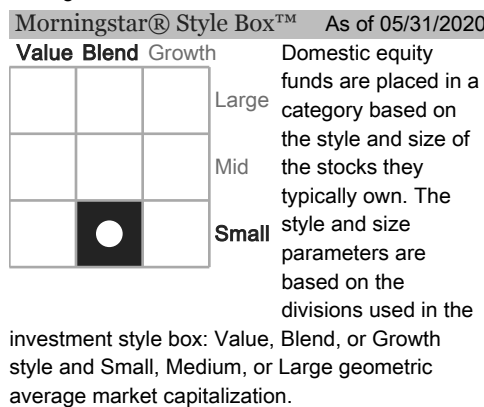 Morningstar® Style Box™ As of 05/31/2020
Value Blend Growth
Large
Mid
Small
Domestic equity
funds are placed in a
category based on
the style and size of
the stocks they
typically own. The
style and size
parameters are
based on the
divisions used in the
investment style box: Value, Blend, or Growth
style and Small, Medium, or Large geometric
average market capitalization.